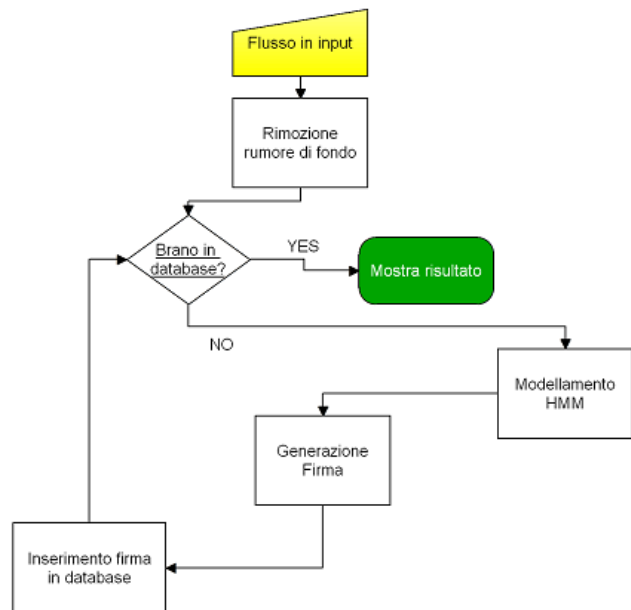 Flusso in input
Rimozione
rumore di fondo
Brano in
database?
YES
Mostra risultato
NO
Modellamento
HMM
Generazione
Firma
Inserimento firma
in database